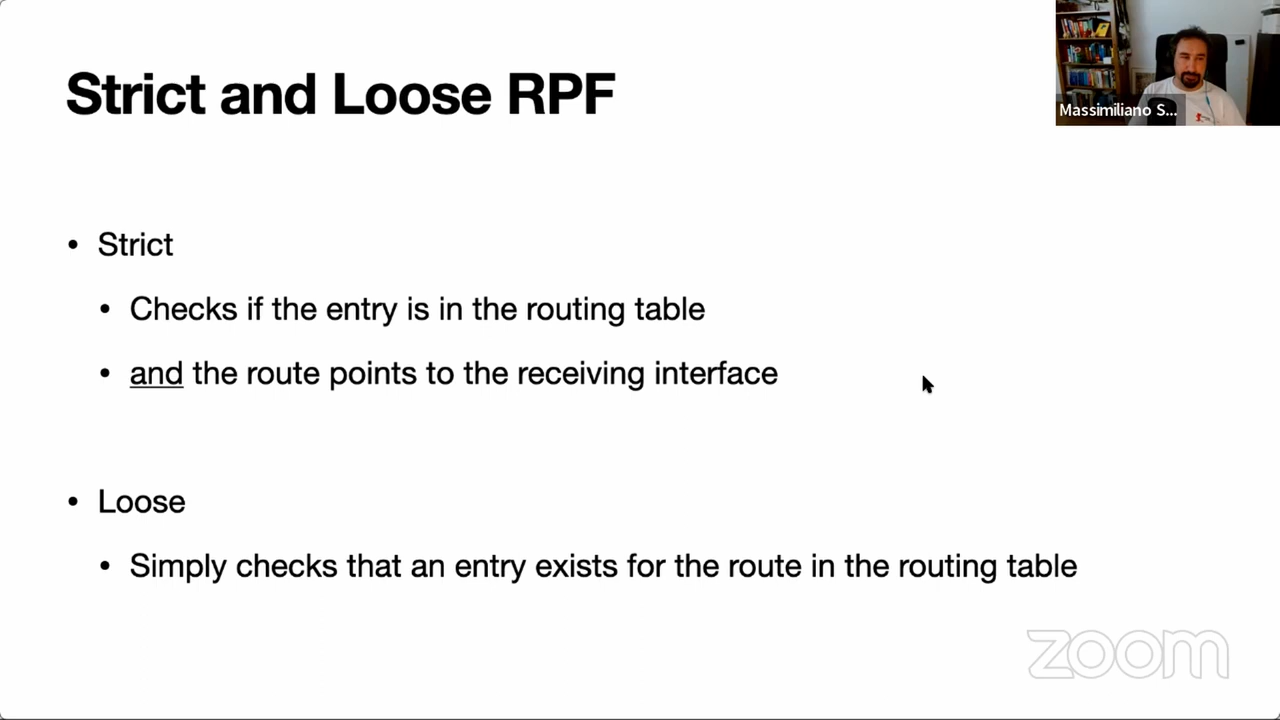 Strict and Loose RPF
Massimiliano S...
• Strict
• Checks if the entry is in the routing table
• and the route points to the receiving interface
• Loose
• Simply checks that an entry exists for the route in the routing table
zoom